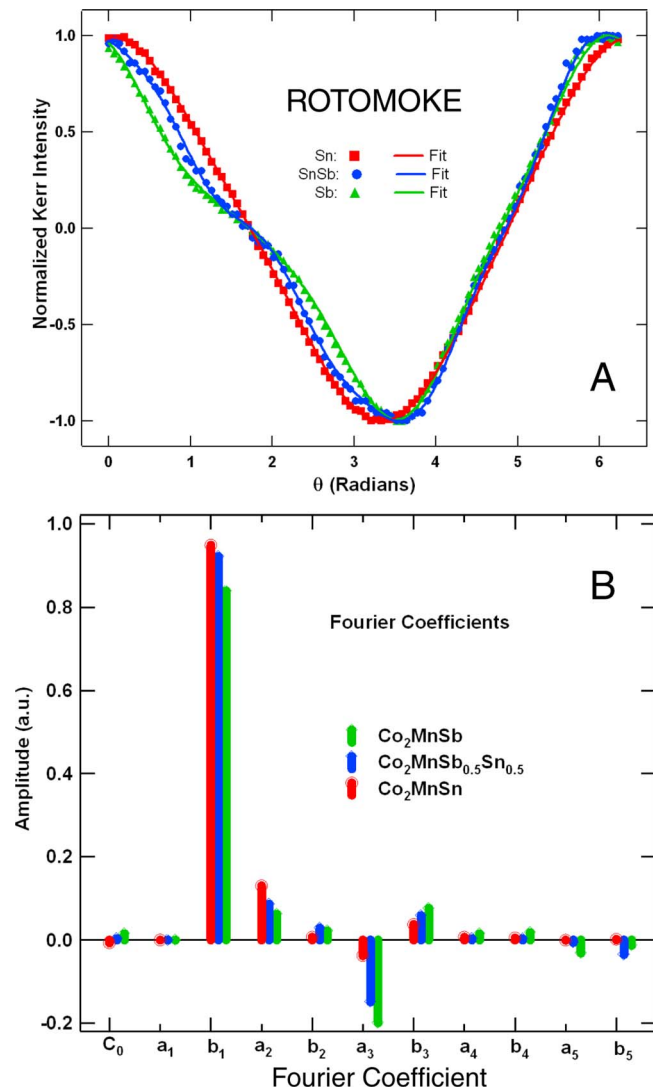 1.0
0.5
0.0
-0.5
-1.0
Normalized Kerr Intensity
ROTOMOKE
Sn: Fit
SnSb: Fit
Sb: Fit
A
0 1 2 3 4 5 6
θ (Radians)
1.0
0.8
0.6
0.4
0.2
0.0
-0.2
Amplitude (a.u.)
B
Fourier Coefficients
Co₂MnSb
Co₂MnSb₀.₅Sn₀.₅
Co₂MnSn
C₀ a₁ b₁ a₂ b₂ a₃ b₃ a₄ b₄ a₅ b₅
Fourier Coefficient